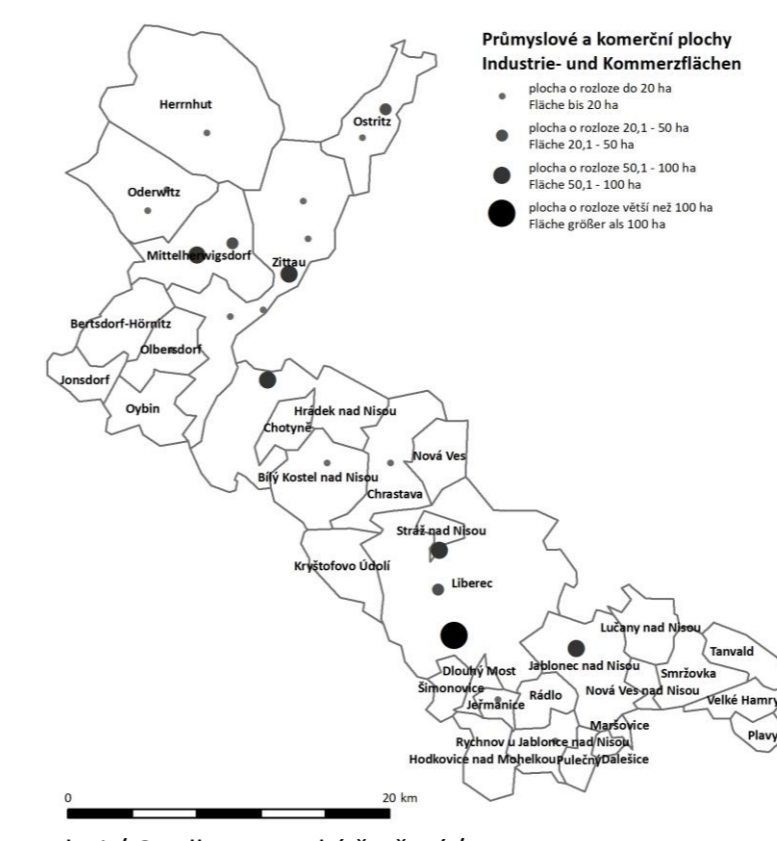 Průmyslové a komerční plochy
Industrie- und Kommerzflächen
plocha o rozloze do 20 ha
Fläche bis 20 ha
plocha o rozloze 20,1 - 50 ha
Fläche 20,1 - 50 ha
plocha o rozloze 50,1 - 100 ha
Fläche 50,1 - 100 ha
plocha o rozloze větší než 100 ha
Fläche größer als 100 ha
Herrnhut
Ostritz
Oderwitz
Mittelherwigsdorf
Zittau
Bertsdorf-Hörnitz
Olbersdorf
Jonsdorf
Oybin
Hrádek nad Nisou
Chotyně
Nová Ves
Bílý Kostel nad Nisou
Chrastava
Stráž nad Nisou
Kryštofovo Údolí
Liberec
Lučany nad Nisou
Tanvald
Dlouhý Most
Jablonec nad Nisou
Smržovka
Šimonovice
Nová Ves nad Nisou
Rádlo
Velké Hamry
Jeřmanice
Maršovice
Plavy
Rychnov u Jablonce nad Nisou
Hodkovice nad Mohelkou
Pulečný
Dalešice
0 20 km